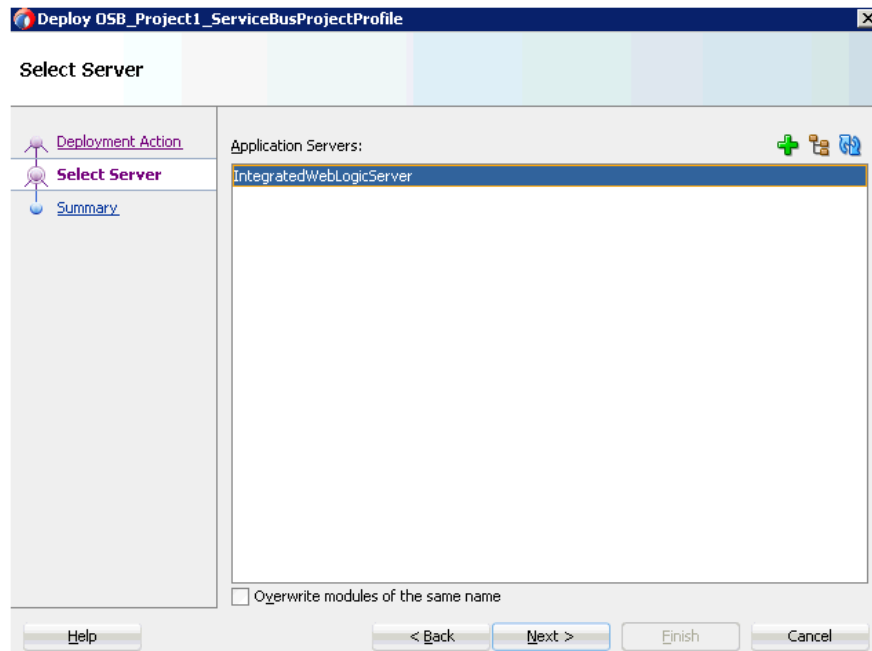 Deploy OSB_Project1_ServiceBusProjectProfile
Select Server
Deployment Action
Select Server
Summary
Application Servers:
IntegratedWebLogicServer
Overwrite modules of the same name
Help
< Back
Next >
Finish
Cancel